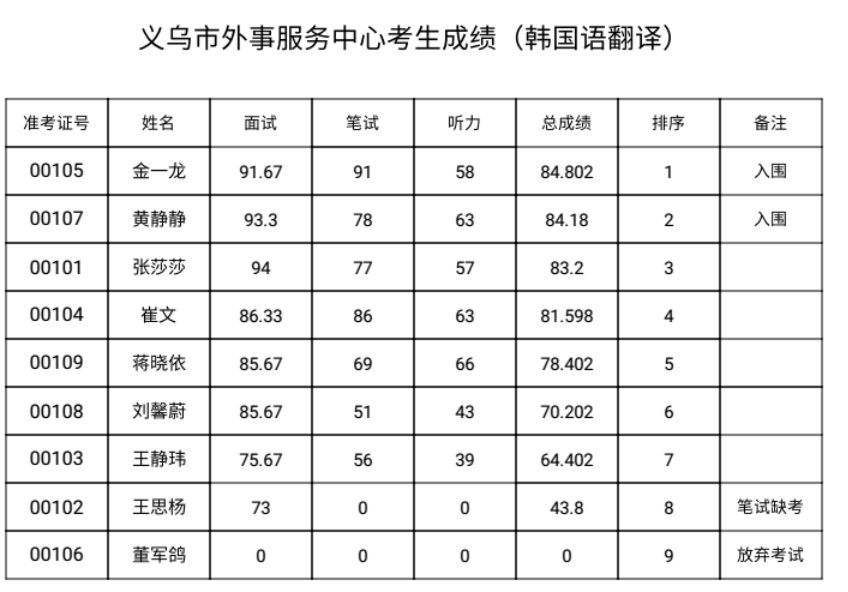 义乌市外事服务中心考生成绩（韩国语翻译）
准考证号 姓名 面试 笔试 听力 总成绩 排序 备注
00105 金一龙 91.67 91 58 84.802 1 入围
00107 黄静静 93.3 78 63 84.18 2 入围
00101 张莎莎 94 77 57 83.2 3
00104 崔文 86.33 86 63 81.598 4
00109 蒋晓依 85.67 69 66 78.402 5
00108 刘馨蔚 85.67 51 43 70.202 6
00103 王静玮 75.67 56 39 64.402 7
00102 王思杨 73 0 0 43.8 8 笔试缺考
00106 董军鸽 0 0 0 0 9 放弃考试